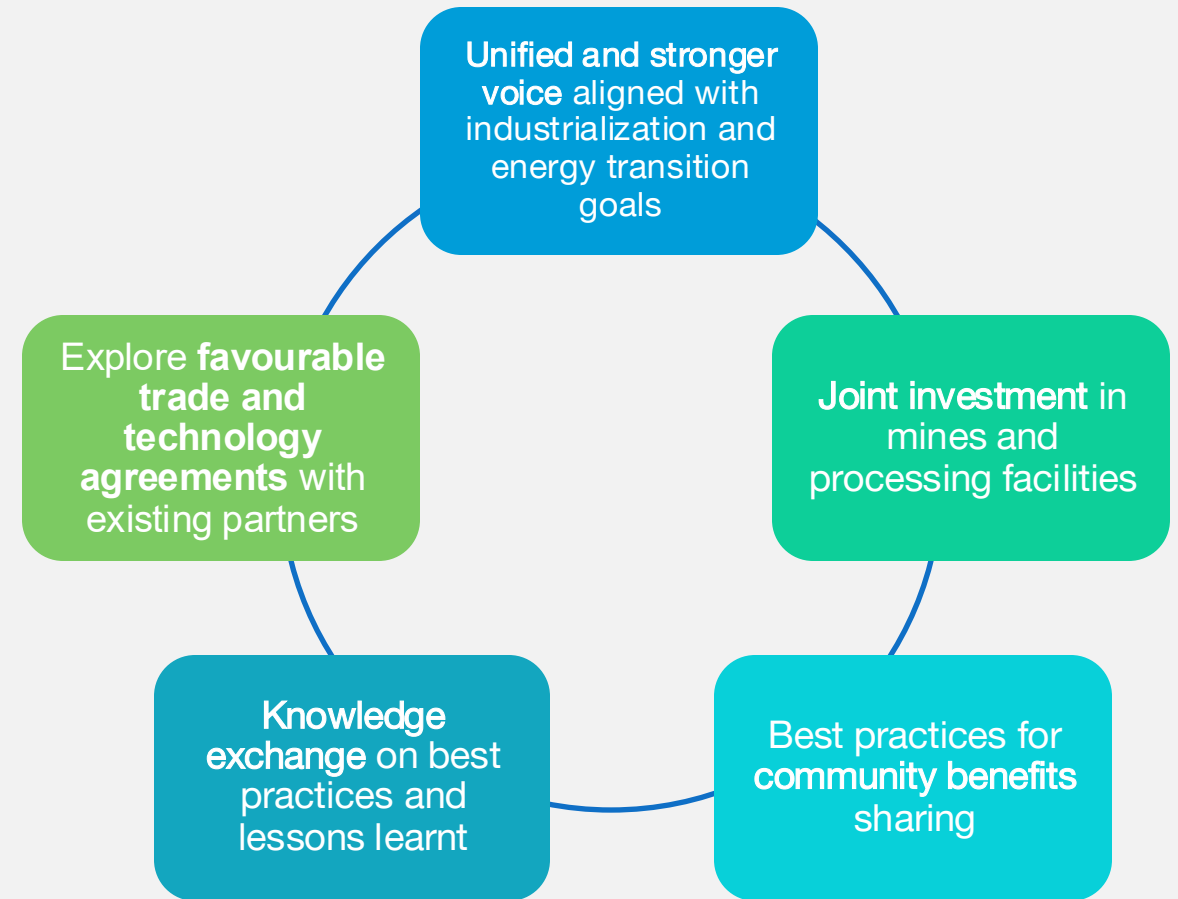 Unified and stronger
voice aligned with
industrialization and
energy transition
goals
Joint investment in
mines and
processing facilities
Best practices for
community benefits
sharing
Knowledge
exchange on best
practices and
lessons learnt
Explore favourable
trade and
technology
agreements with
existing partners